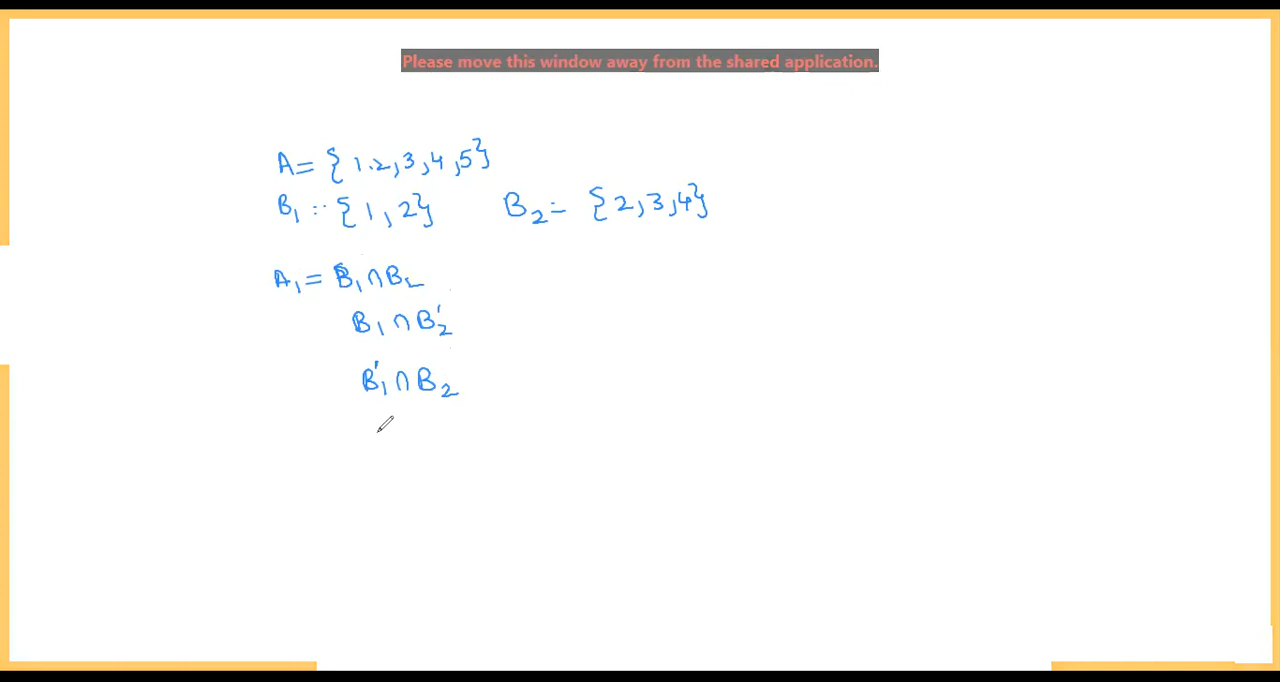 Please move this window away from the shared application.
A = {1.2,3,4,5}
B₁ = {1,2} B₂ = {2,3,4}
A₁ = B₁∩B₂
B₁∩B₂'
B₁'∩B₂